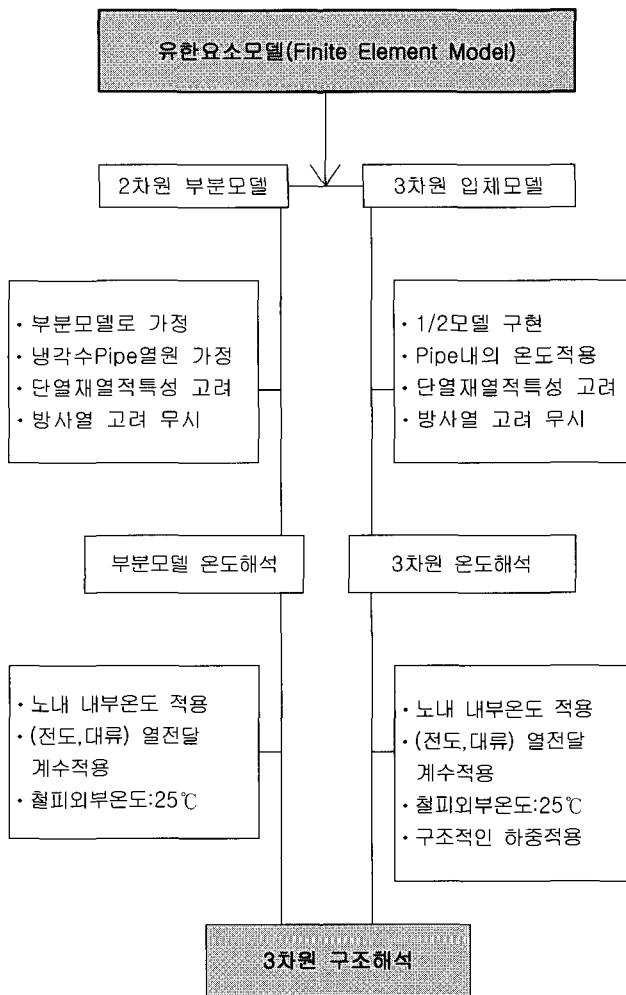 유한요소모델(Finite Element Model)
2차원 부분모델
3차원 입체모델
· 부분모델로 가정
· 냉각수Pipe열원 가정
· 단열재열적특성 고려
· 방사열 고려 무시
· 1/2모델 구현
· Pipe내의 온도적용
· 단열재열적특성 고려
· 방사열 고려 무시
부분모델 온도해석
3차원 온도해석
· 노내 내부온도 적용
· (전도,대류) 열전달
계수적용
· 철피외부온도:25℃
· 노내 내부온도 적용
· (전도,대류) 열전달
계수적용
· 철피외부온도:25℃
· 구조적인 하중적용
3차원 구조해석